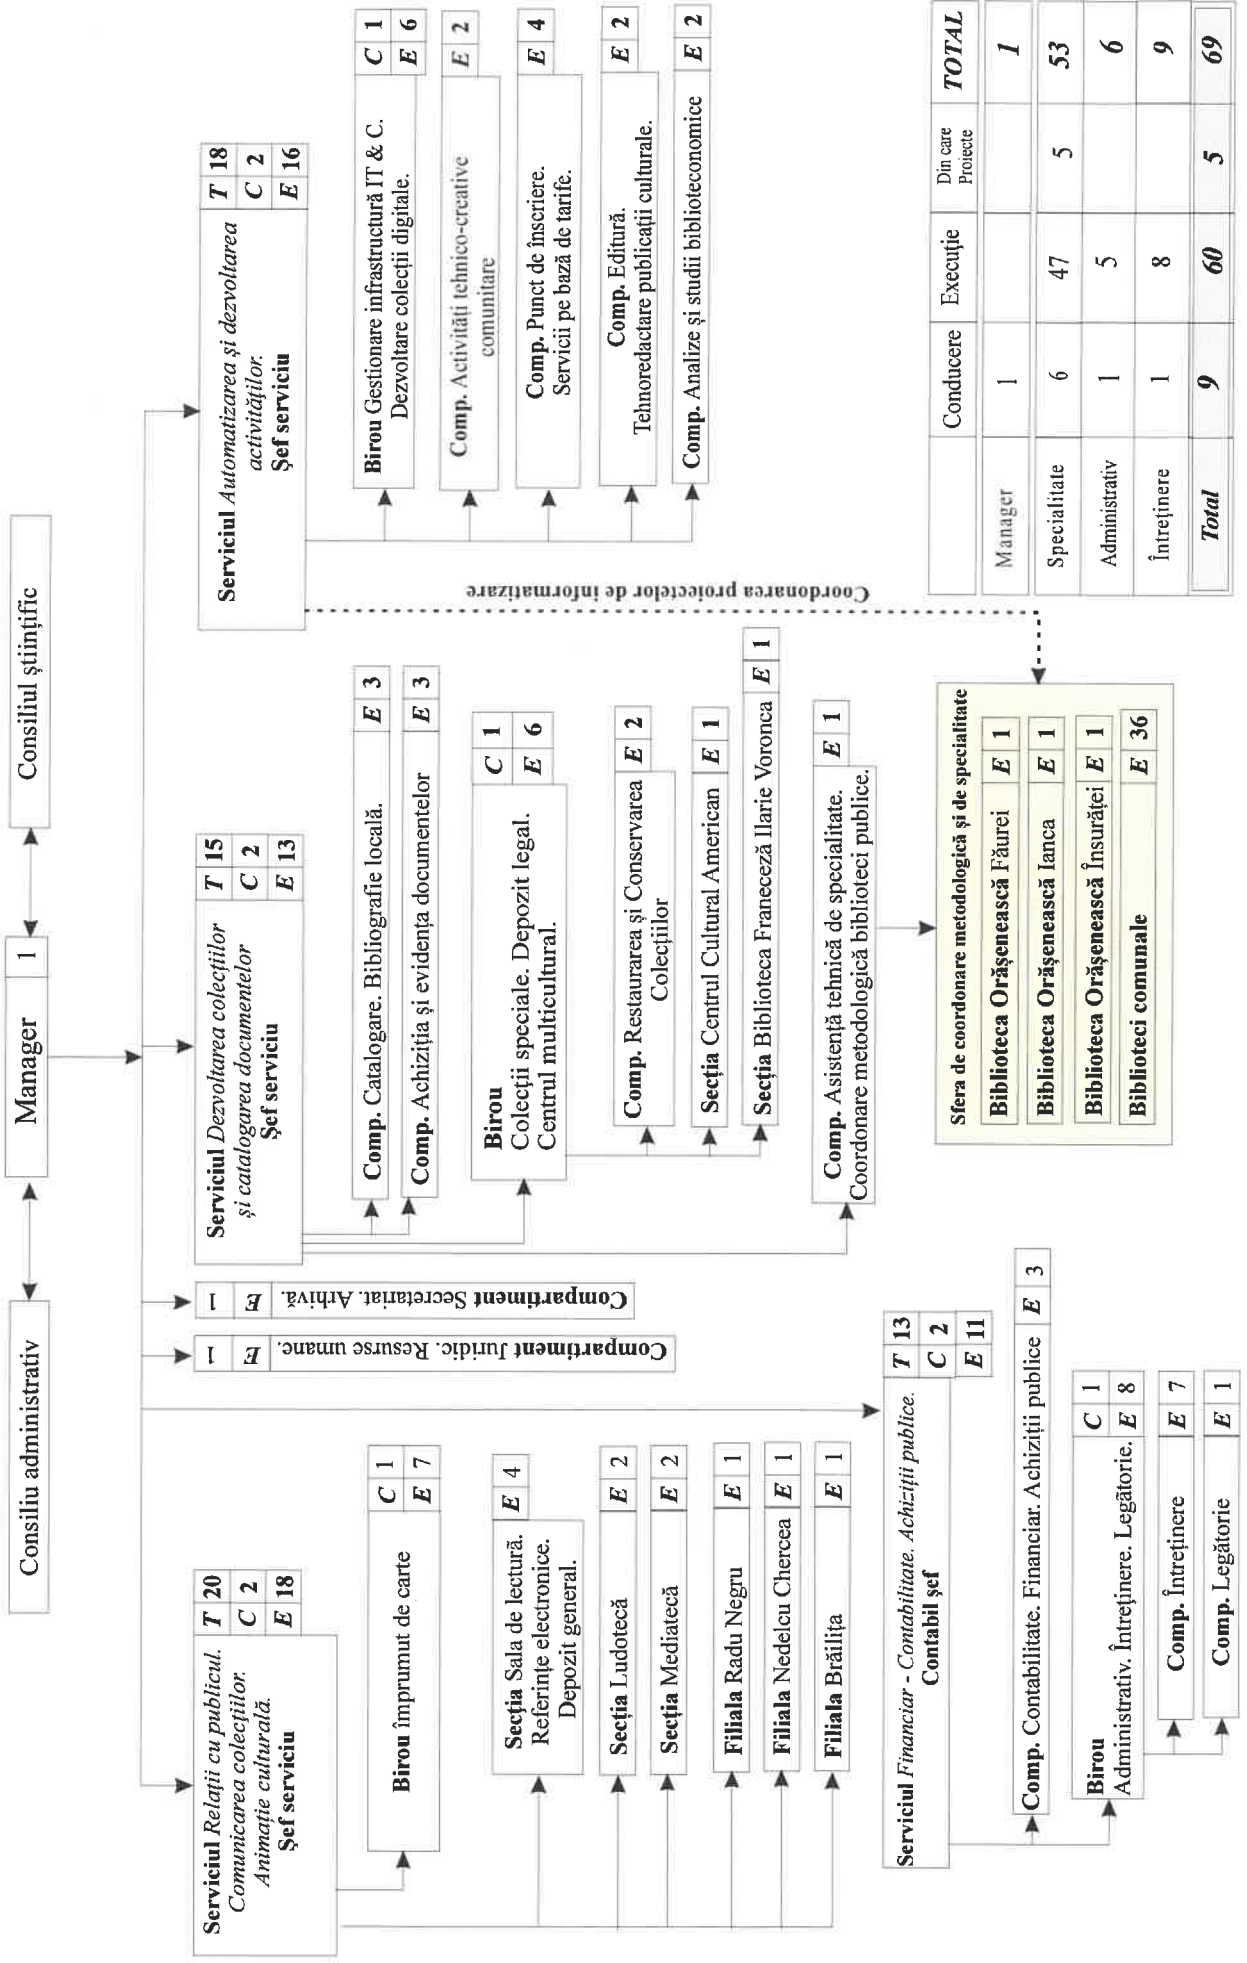 Consiliu administrativ
Manager 1
Consiliul științific
Serviciul Relații cu publicul.
Comunicarea colecțiilor.
Animație culturală.
Șef serviciu
T 20
C 2
E 18
Birou împrumut de carte
C 1
E 7
Secția Sala de lectură.
Referințe electronice.
Depozit general.
E 4
Secția Ludotecă E 2
Secția Mediatecă E 2
Filiala Radu Negru E 1
Filiala Nedelcu Chercea E 1
Filiala Brăilița E 1
Compartiment Juridic. Resurse umane. E 1
Compartiment Secretariat. Arhivă. E 1
Serviciul Financiar - Contabilitate. Achiziții publice.
Contabil șef
T 13
C 2
E 11
Comp. Contabilitate. Financiar. Achiziții publice E 3
Birou
Administrativ. Întreținere. Legătorie.
C 1
E 8
Comp. Întreținere E 7
Comp. Legătorie E 1
Serviciul Dezvoltarea colecțiilor
și catalogarea documentelor
Șef serviciu
T 15
C 2
E 13
Comp. Catalogare. Bibliografie locală. E 3
Comp. Achiziția și evidența documentelor E 3
Birou
Colecții speciale. Depozit legal.
Centrul multicultural.
C 1
E 6
Comp. Restaurarea și Conservarea
Colecțiilor
E 2
Secția Centrul Cultural American E 1
Secția Biblioteca Franeceză Ilarie Voronca E 1
Comp. Asistență tehnică de specialitate.
Coordonare metodologică biblioteci publice.
E 1
Sfera de coordonare metodologică și de specialitate
Biblioteca Orășenească Făurei E 1
Biblioteca Orășenească Ianca E 1
Biblioteca Orășenească Însurăței E 1
Biblioteci comunale E 36
Coordonarea proiectelor de informatizare
Serviciul Automatizarea și dezvoltarea
activităților.
Șef serviciu
T 18
C 2
E 16
Birou Gestionare infrastructură IT & C.
Dezvoltare colecții digitale.
C 1
E 6
Comp. Activități tehnico-creative
comunitare
E 2
Comp. Punct de înscriere.
Servicii pe bază de tarife.
E 4
Comp. Editură.
Tehnoredactare publicații culturale.
E 2
Comp. Analize și studii biblioteconomice E 2
Conducere Execuție Din care Proiecte TOTAL
Manager 1 1
Specialitate 6 47 5 53
Administrativ 1 5 6
Întreținere 1 8 9
Total 9 60 5 69